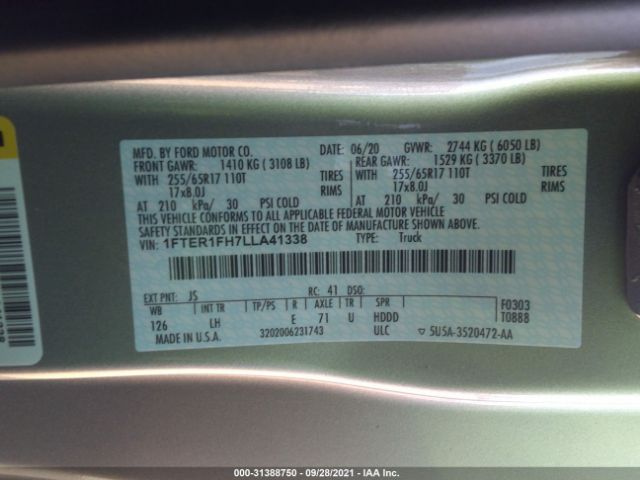 MFD. BY FORD MOTOR CO. DATE: 06/20 GVWR: 2744 KG ( 6050 LB)
FRONT GAWR: 1410 KG ( 3108 LB) REAR GAWR: 1529 KG ( 3370 LB)
WITH 255/65R17 110T TIRES WITH 255/65R17 110T TIRES
17x8.0J RIMS 17x8.0J RIMS
AT 210 kPa/ 30 PSI COLD AT 210 kPa/ 30 PSI COLD
THIS VEHICLE CONFORMS TO ALL APPLICABLE FEDERAL MOTOR VEHICLE
SAFETY STANDARDS IN EFFECT ON THE DATE OF MANUFACTURE SHOWN ABOVE.
VIN: 1FTER1FH7LLA41338 TYPE: Truck
EXT PNT: JS RC: 41 DSO:
WB INT TR TP/PS R AXLE TR SPR F0303
126 LH E 71 U HDDD T0888
MADE IN U.S.A. 3202006231743 ULC ▽ 5U5A-3520472-AA
000-31388750 - 09/28/2021 - IAAI.COM